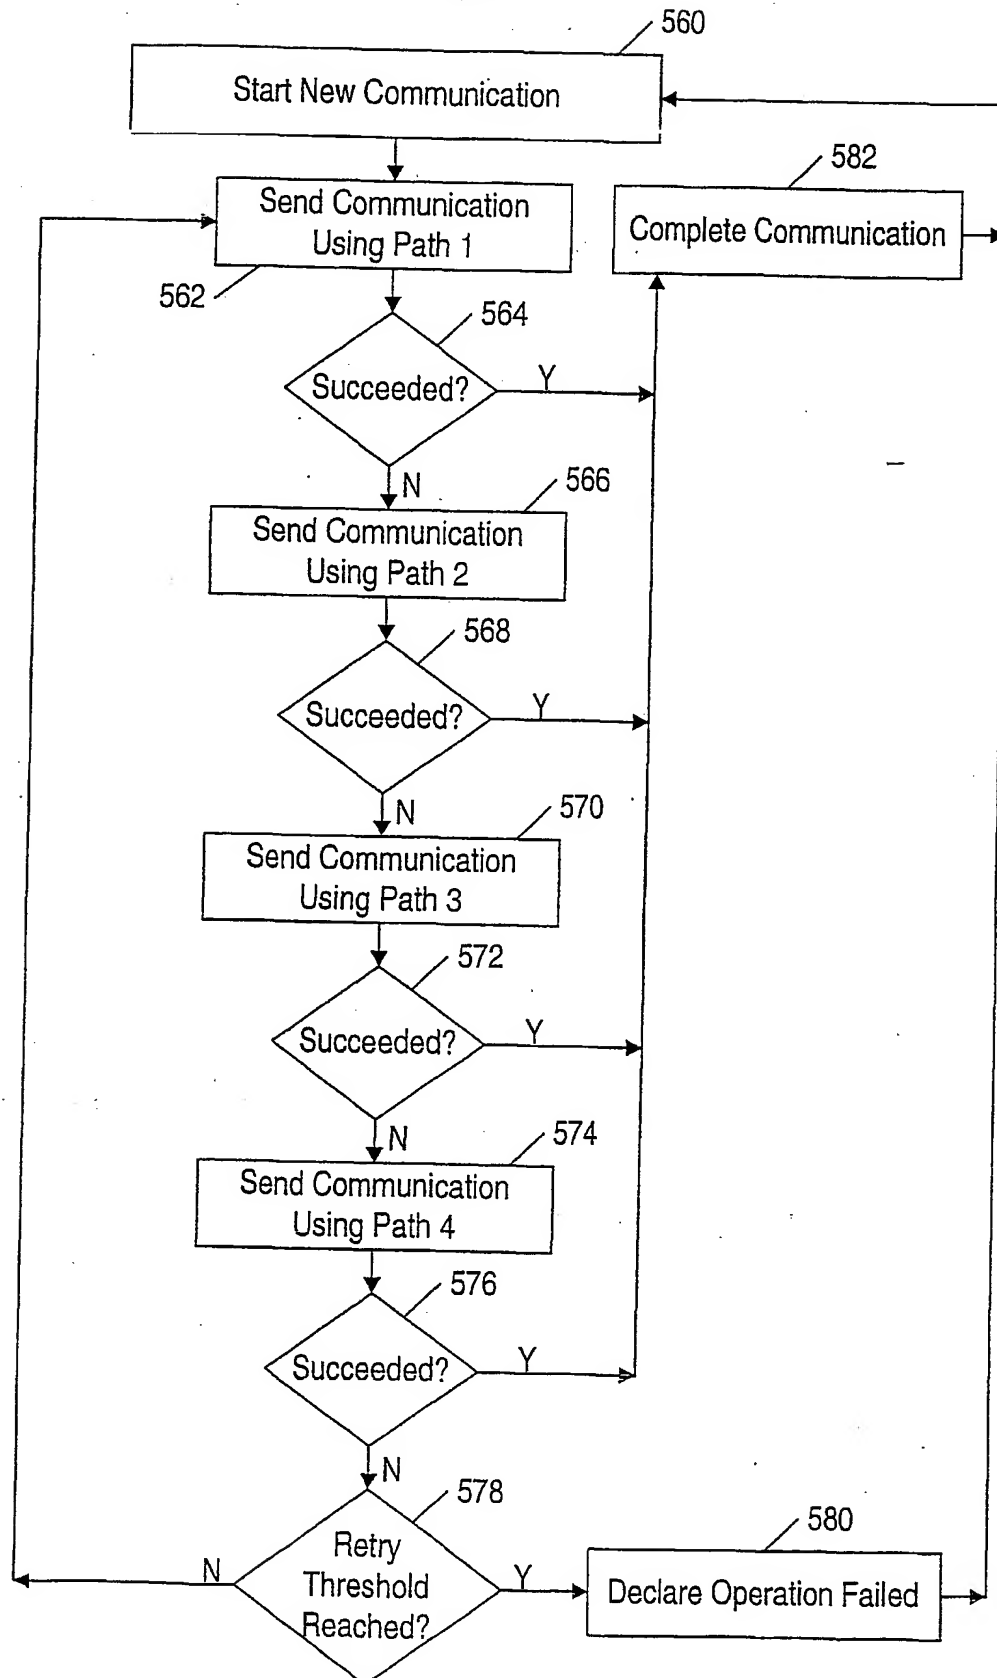 560
Start New Communication
582
Send Communication
Using Path 1
Complete Communication
562
564
Succeeded?
Y
N
566
Send Communication
Using Path 2
568
Succeeded?
Y
N
570
Send Communication
Using Path 3
572
Succeeded?
Y
N
574
Send Communication
Using Path 4
576
Succeeded?
Y
N
578
Retry
Threshold
Reached?
N
Y
580
Declare Operation Failed